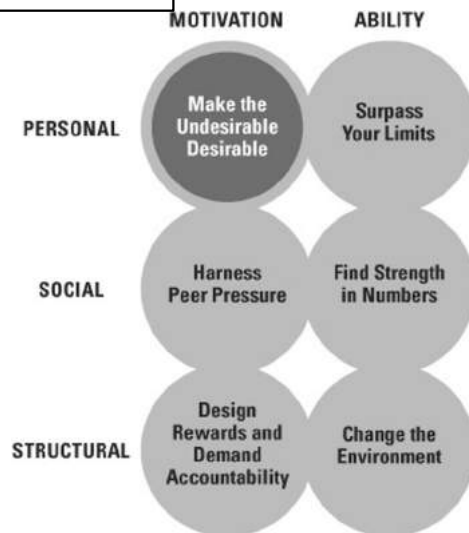 MOTIVATION ABILITY
PERSONAL
Make the
Undesirable
Desirable
Surpass
Your Limits
SOCIAL
Harness
Peer Pressure
Find Strength
in Numbers
STRUCTURAL
Design
Rewards and
Demand
Accountability
Change the
Environment